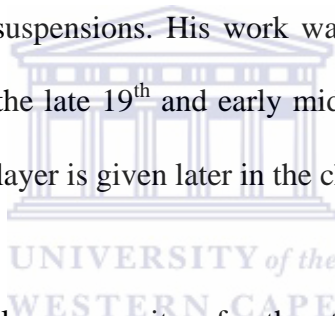 suspensions. His work wa
the late 19th and early mid
layer is given later in the c
UNIVERSITY of the
WESTERN CAPE